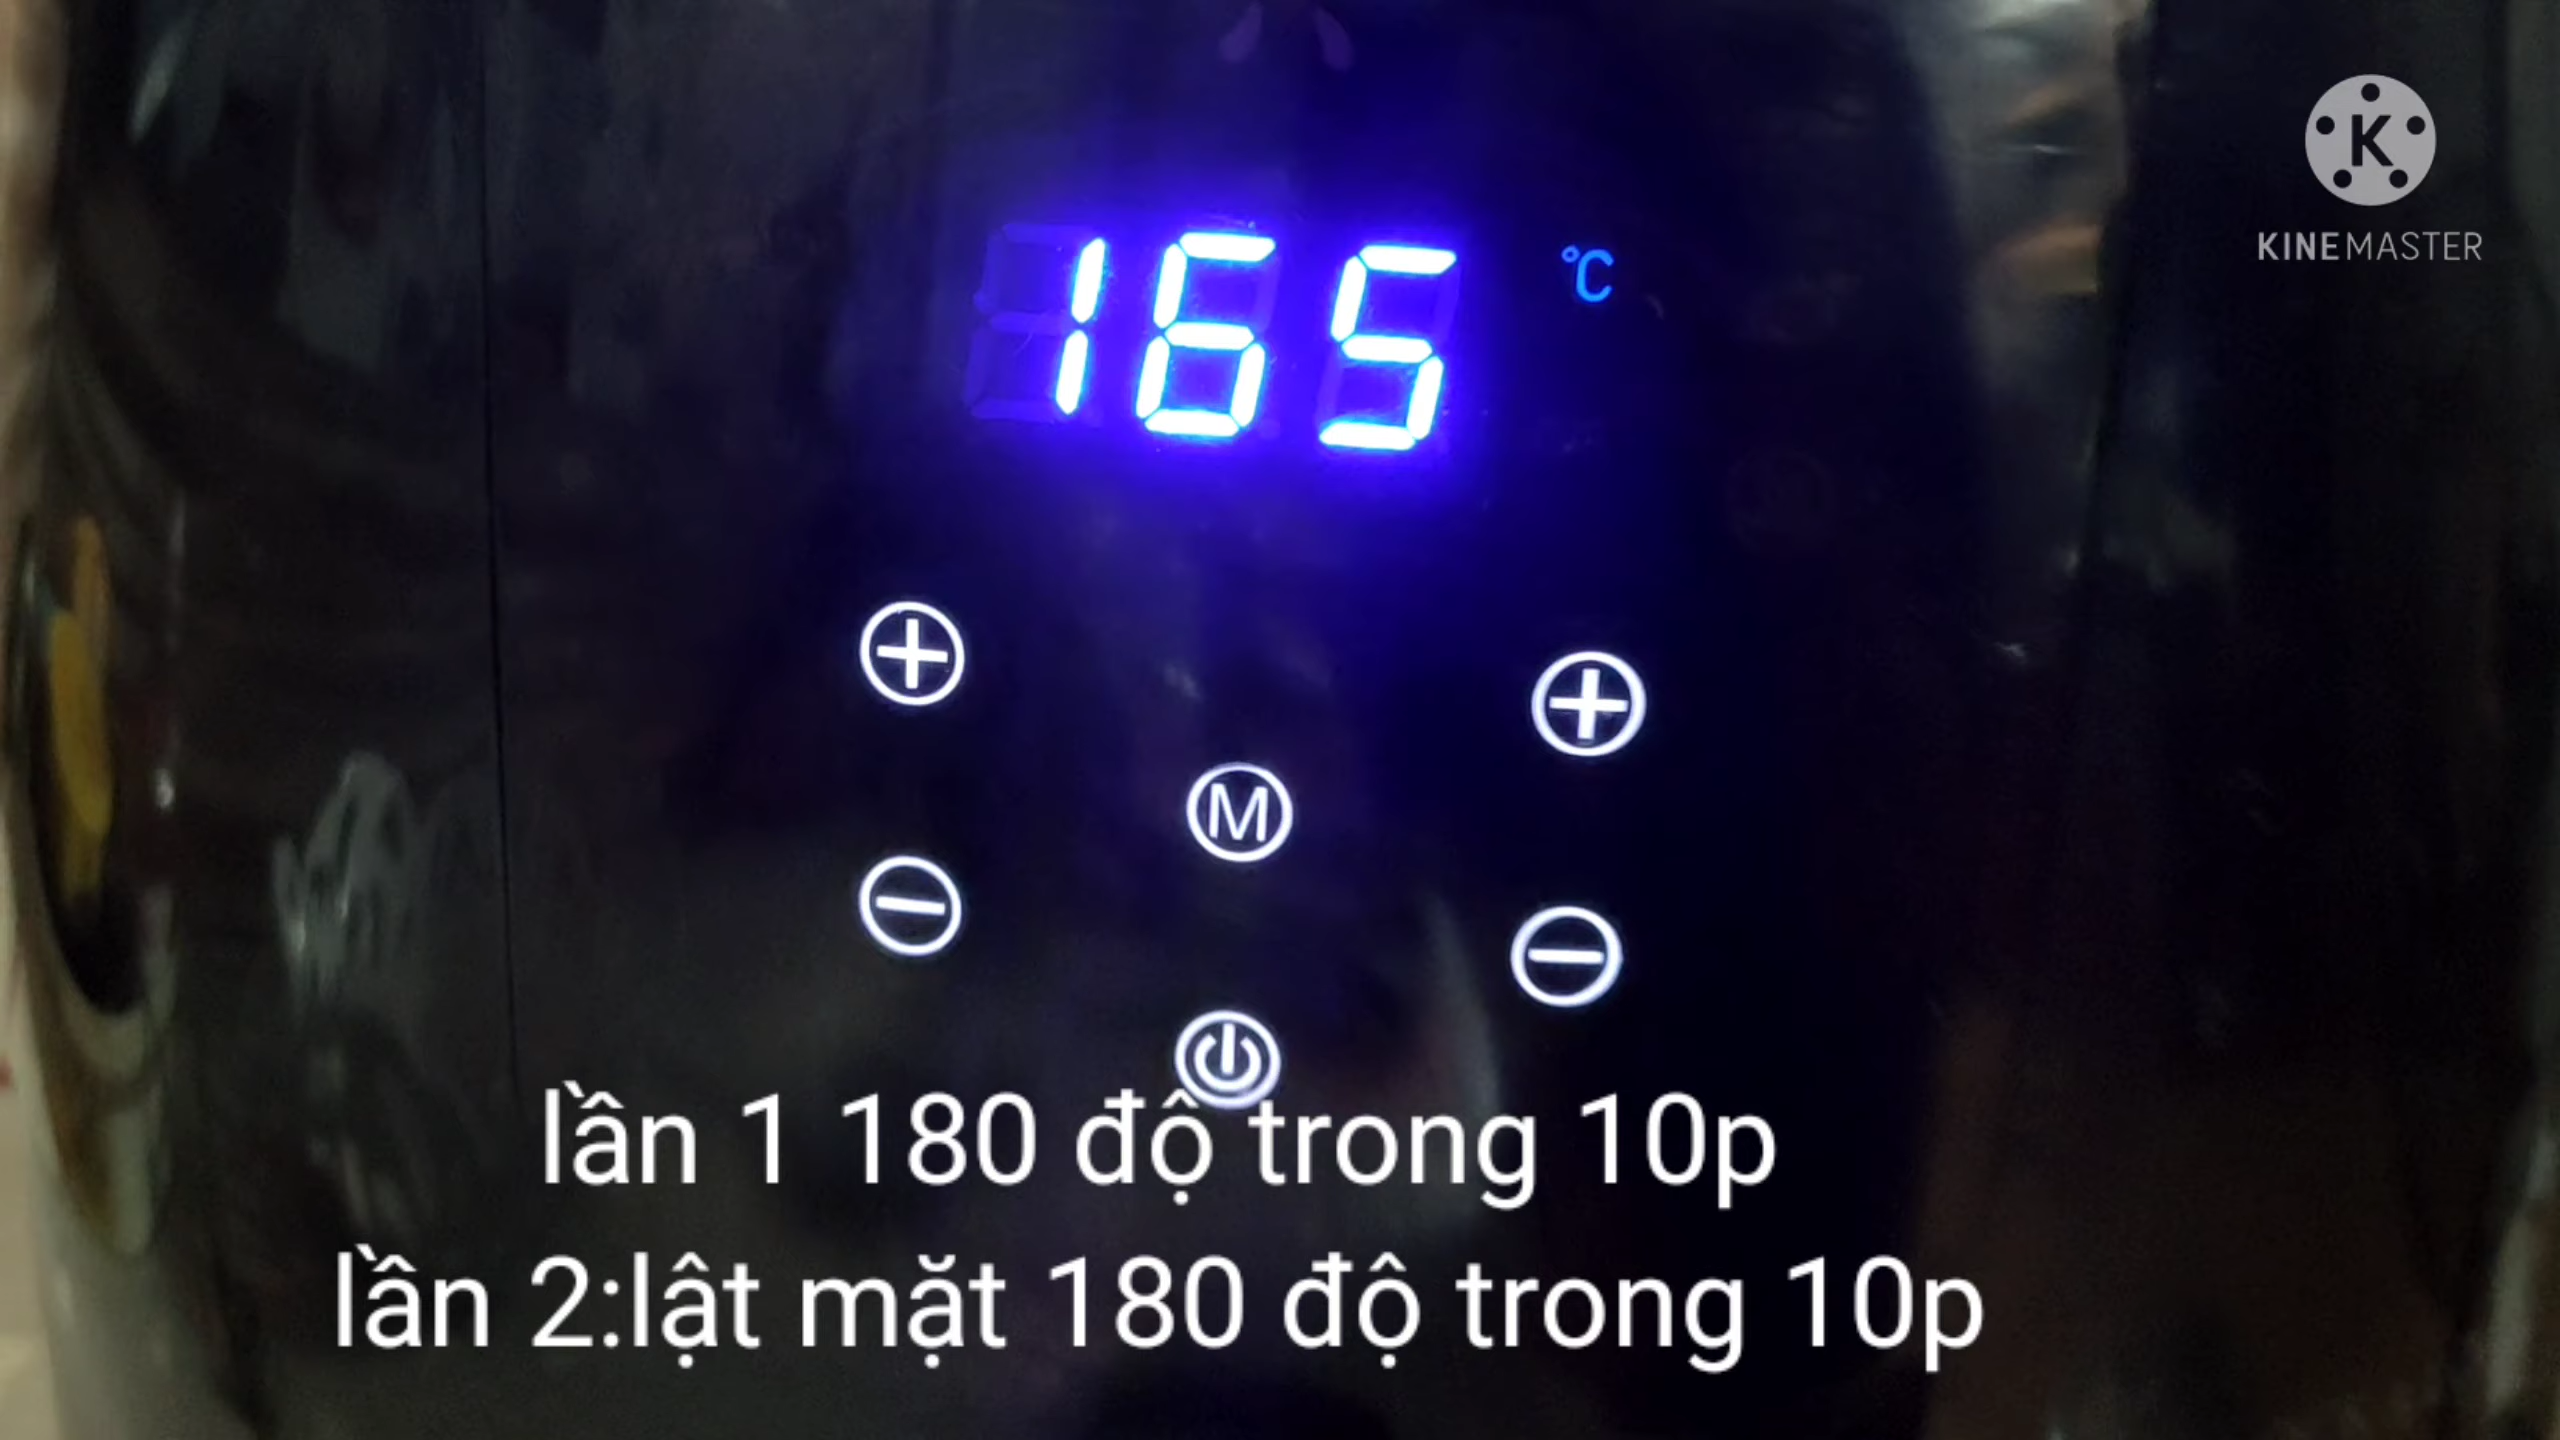 165 °C
KINEMASTER
M
lần 1 180 độ trong 10p
lần 2:lật mặt 180 độ trong 10p